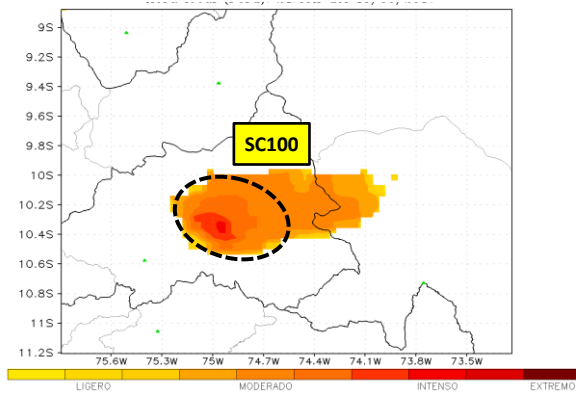 9S
9.2S
9.4S
9.6S
9.8S
10S
10.2S
10.4S
10.6S
10.8S
11S
11.2S
SC100
75.6W 75.3W 75W 74.7W 74.4W 74.1W 73.8W 73.5W
LIGERO MODERADO INTENSO EXTREMO